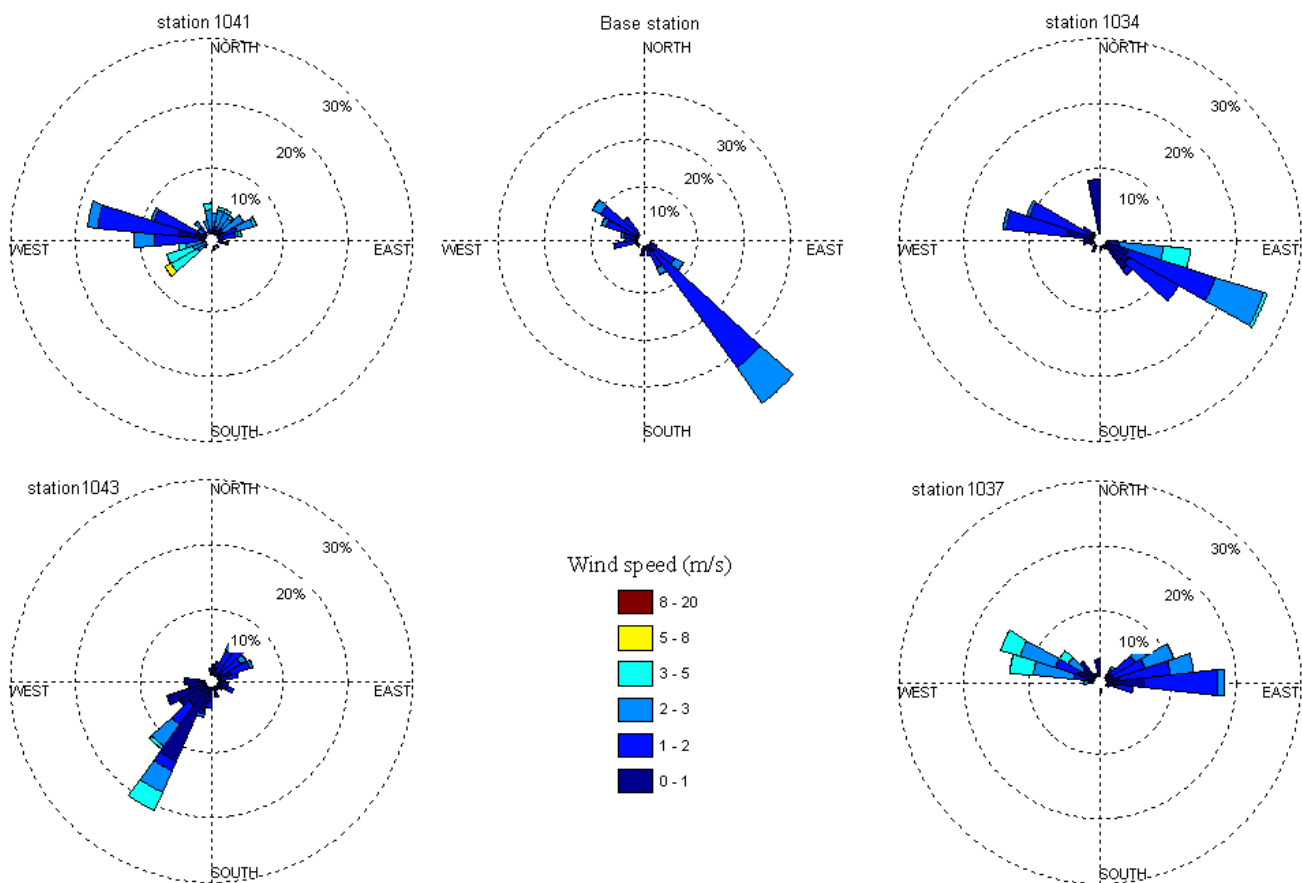 station 1041
NORTH
30%
20%
10%
WEST
EAST
SOUTH
Base station
NORTH
30%
20%
10%
WEST
EAST
SOUTH
station 1034
NORTH
30%
20%
10%
WEST
EAST
SOUTH
station1043
NORTH
30%
20%
10%
WEST
EAST
SOUTH
Wind speed (m/s)
8 - 20
5 - 8
3 - 5
2 - 3
1 - 2
0 - 1
station 1037
NORTH
30%
20%
10%
WEST
EAST
SOUTH